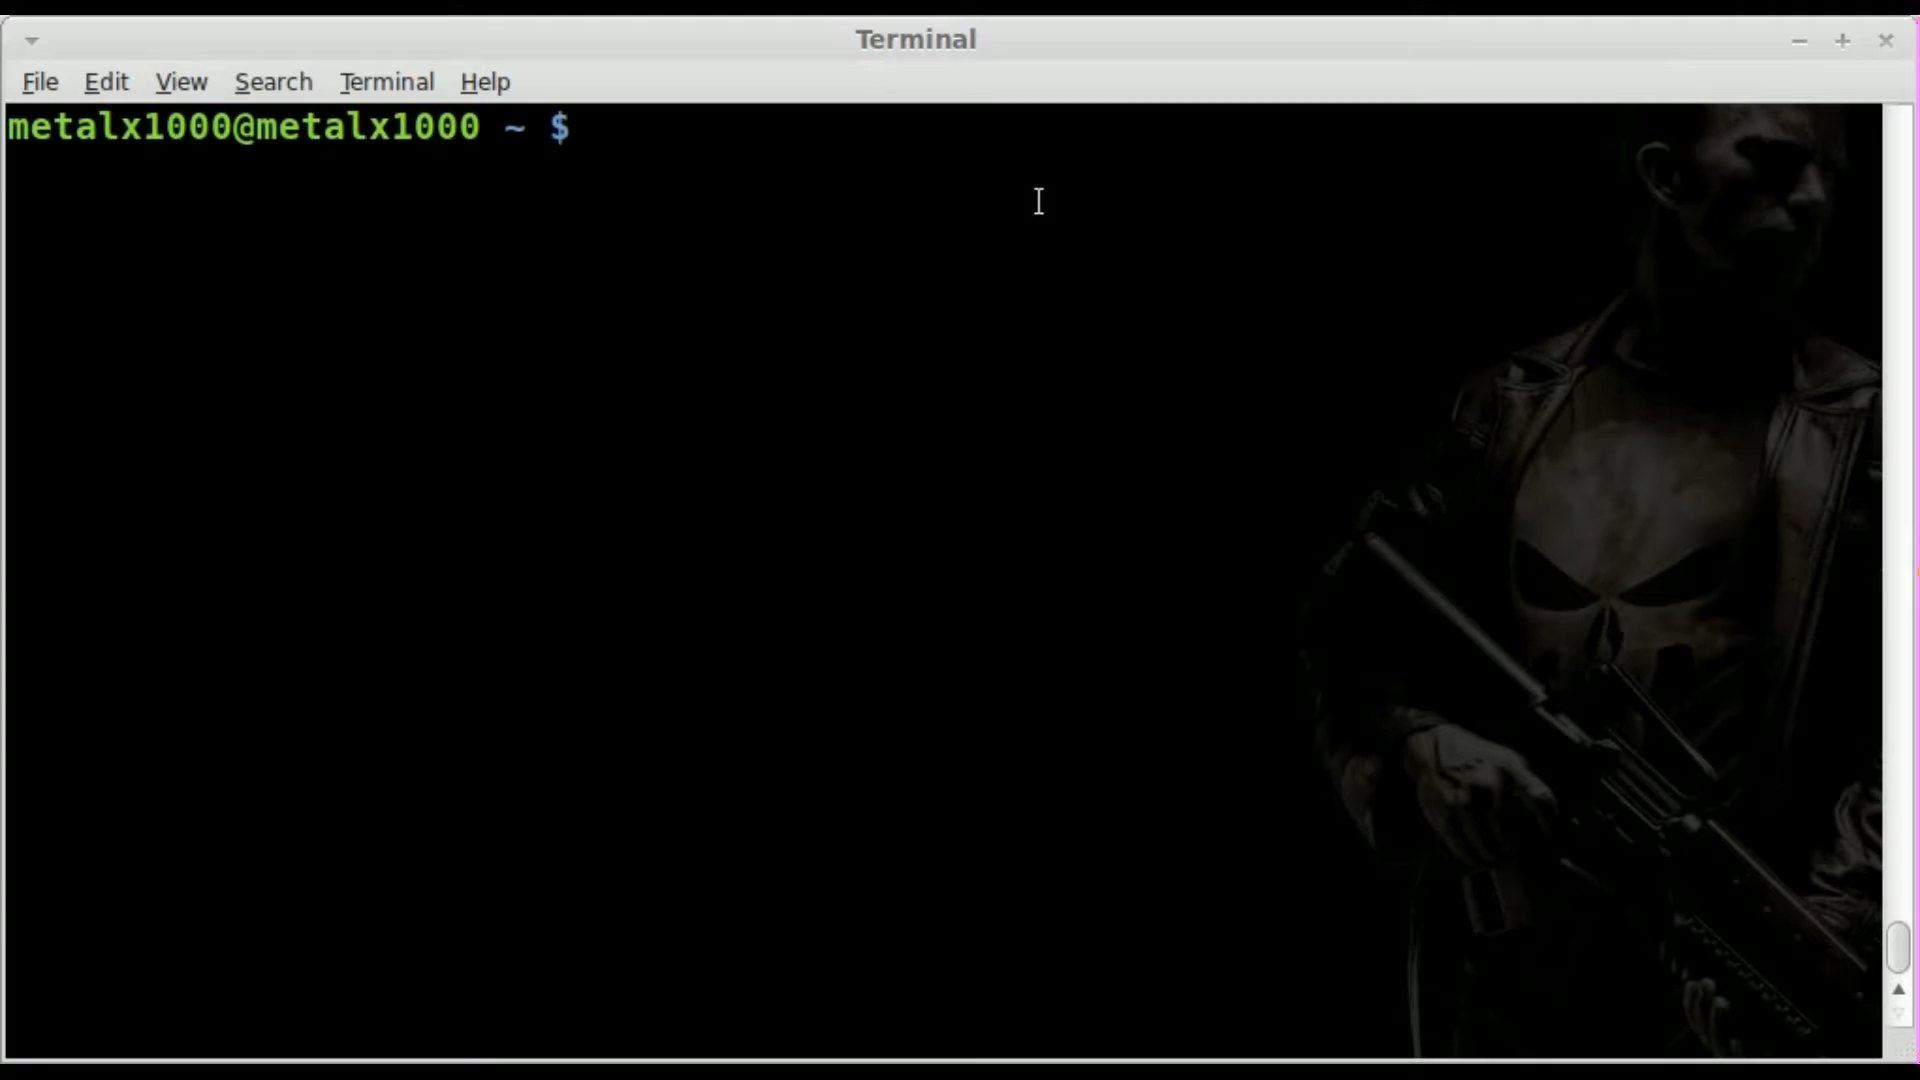 Terminal
File Edit View Search Terminal Help
metalx1000@metalx1000 ~ $